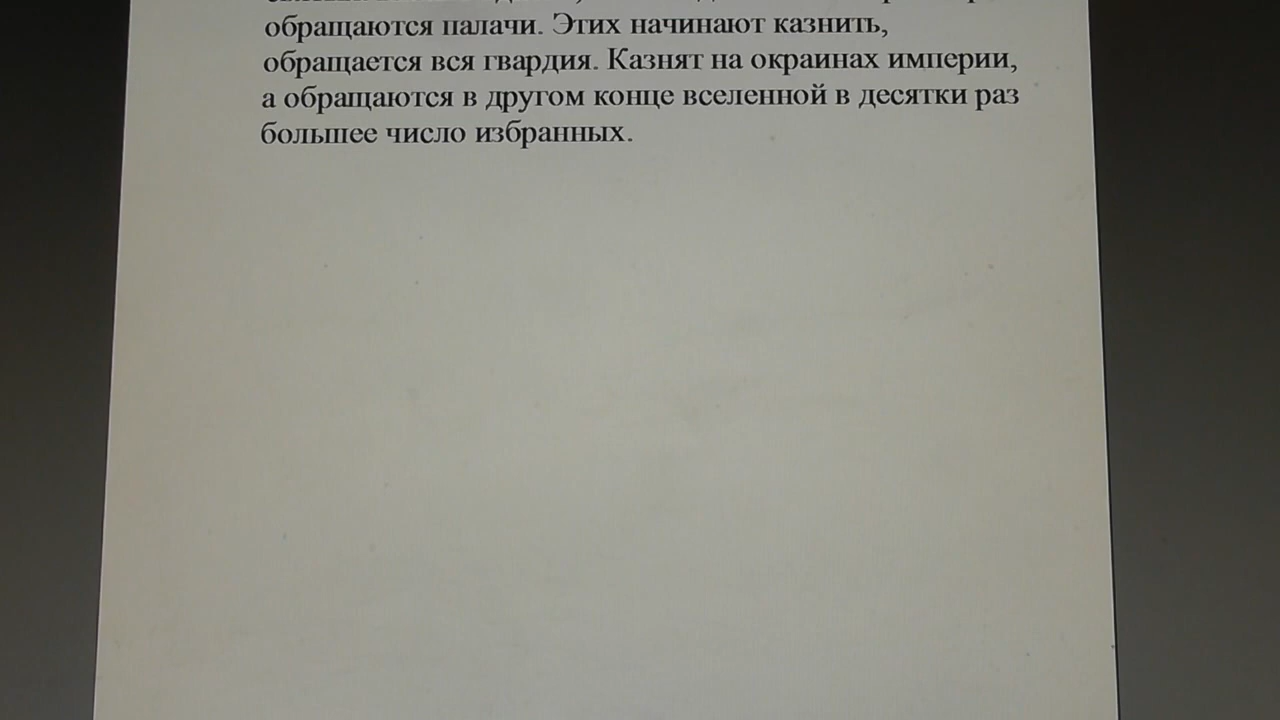 обращаются палачи. Этих начинают казнить,
обращается вся гвардия. Казнят на окраинах империи,
а обращаются в другом конце вселенной в десятки раз
большее число избранных.